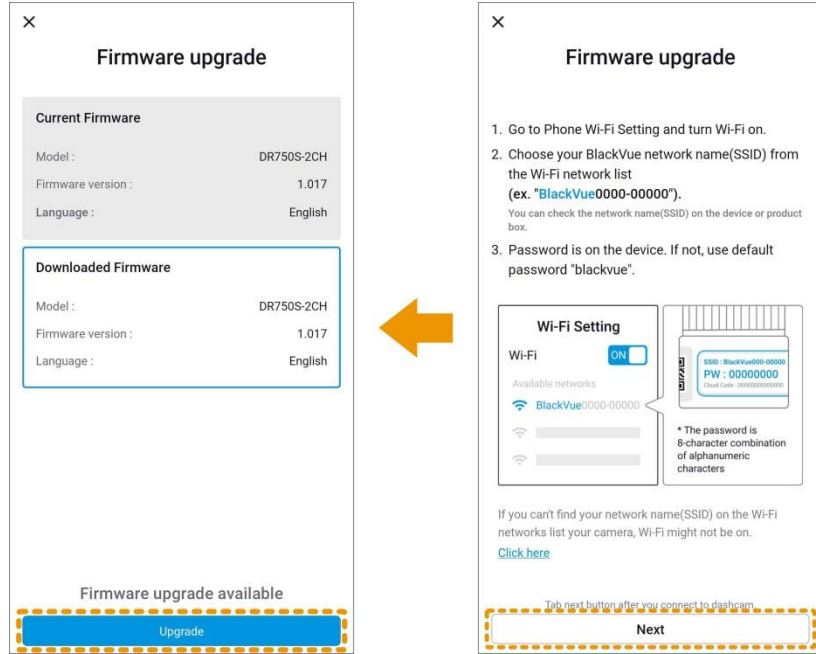 Firmware upgrade
Current Firmware
Model : DR750S-2CH
Firmware version : 1.017
Language : English
Downloaded Firmware
Model : DR750S-2CH
Firmware version : 1.017
Language : English
Firmware upgrade available
Upgrade
Firmware upgrade
1. Go to Phone Wi-Fi Setting and turn Wi-Fi on.
2. Choose your BlackVue network name(SSID) from
the Wi-Fi network list
(ex. "BlackVue0000-00000").
You can check the network name(SSID) on the device or product
box.
3. Password is on the device. If not, use default
password "blackvue".
Wi-Fi Setting
Wi-Fi ON
Available networks
BlackVue0000-00000
SSID : BlackVue000-00000
PW : 00000000
Cloud Code : 000000000000
* The password is
8-character combination
of alphanumeric
characters
If you can't find your network name(SSID) on the Wi-Fi
networks list your camera, Wi-Fi might not be on.
Click here
Tab next button after you connect to dashcam.
Next